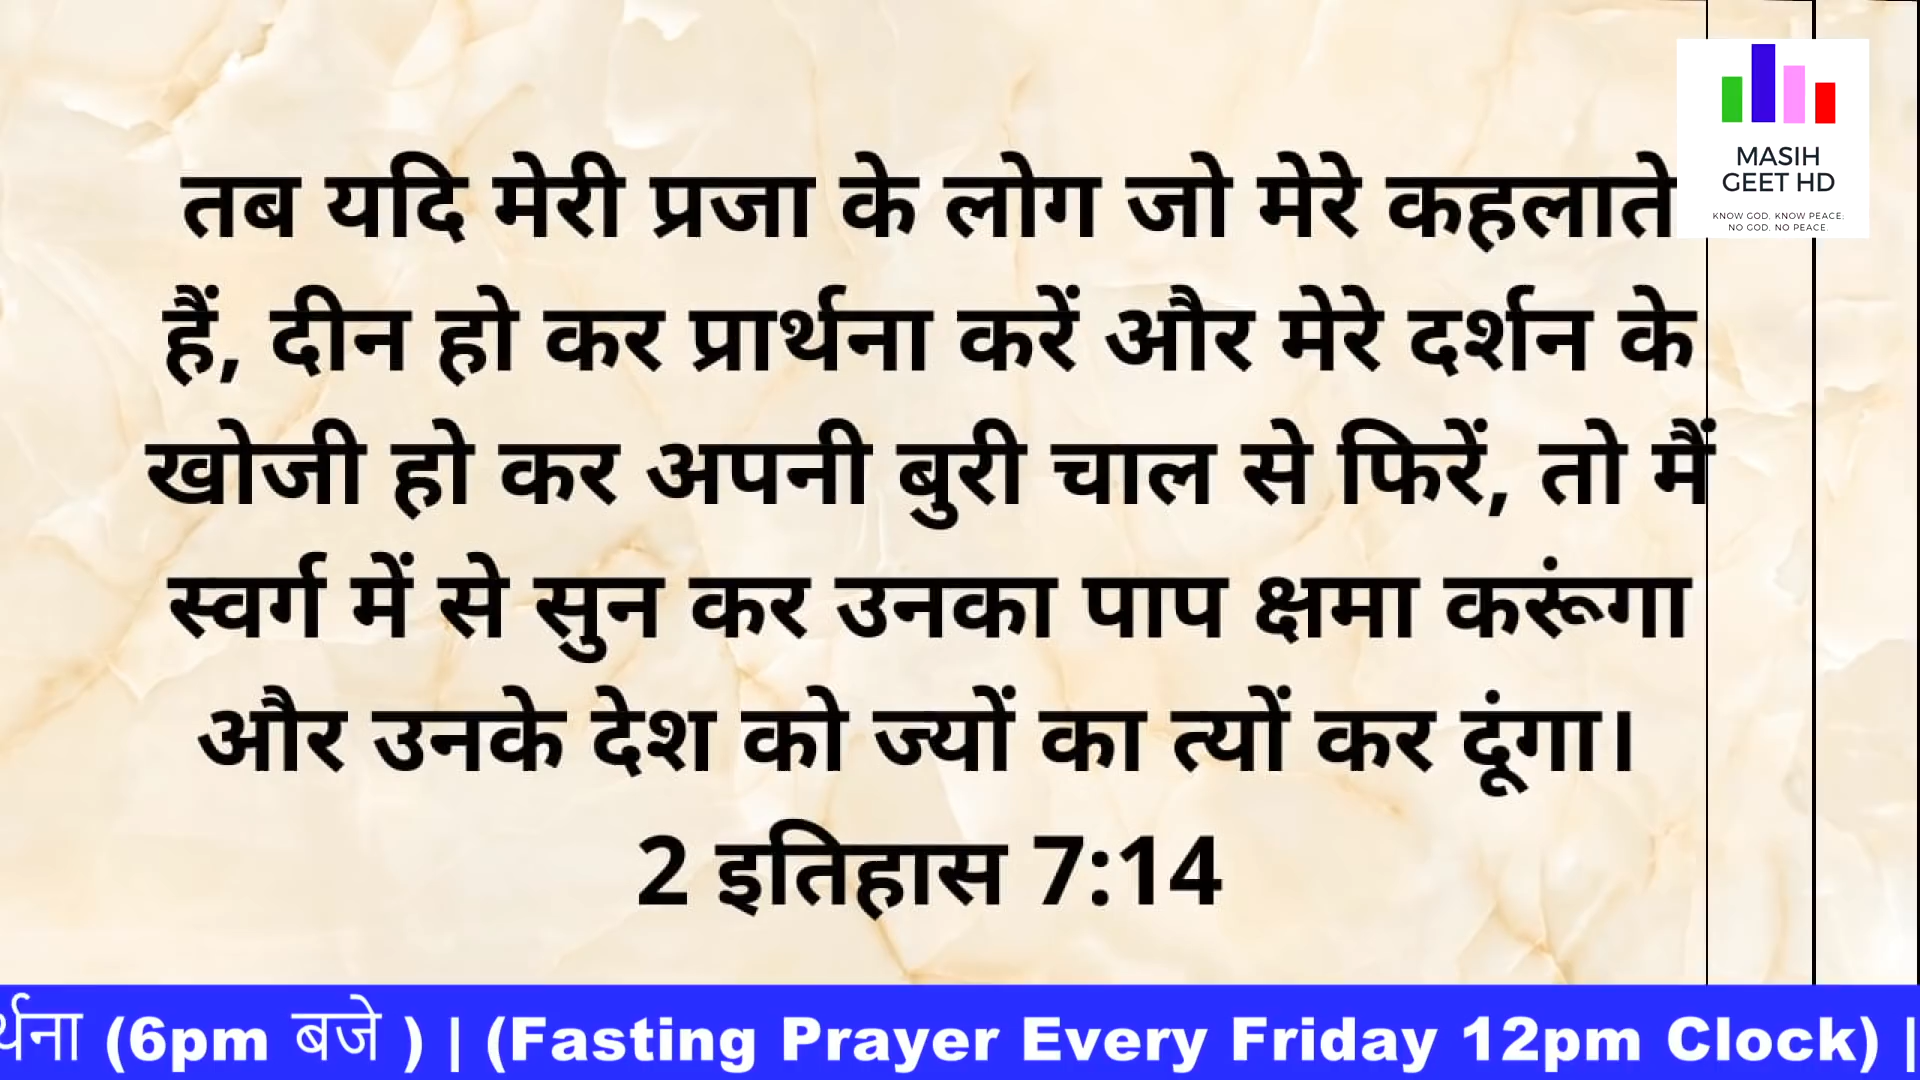 तब यदि मेरी प्रजा के लोग जो मेरे कहलाते
हैं, दीन हो कर प्रार्थना करें और मेरे दर्शन के
खोजी हो कर अपनी बुरी चाल से फिरें, तो मैं
स्वर्ग में से सुन कर उनका पाप क्षमा करूंगा
और उनके देश को ज्यों का त्यों कर दूंगा।
2 इतिहास 7:14
MASIH
GEET HD
KNOW GOD. KNOW PEACE;
NO GOD. NO PEACE.
(6pm बजे ) | (Fasting Prayer Every Friday 12pm Clock) |